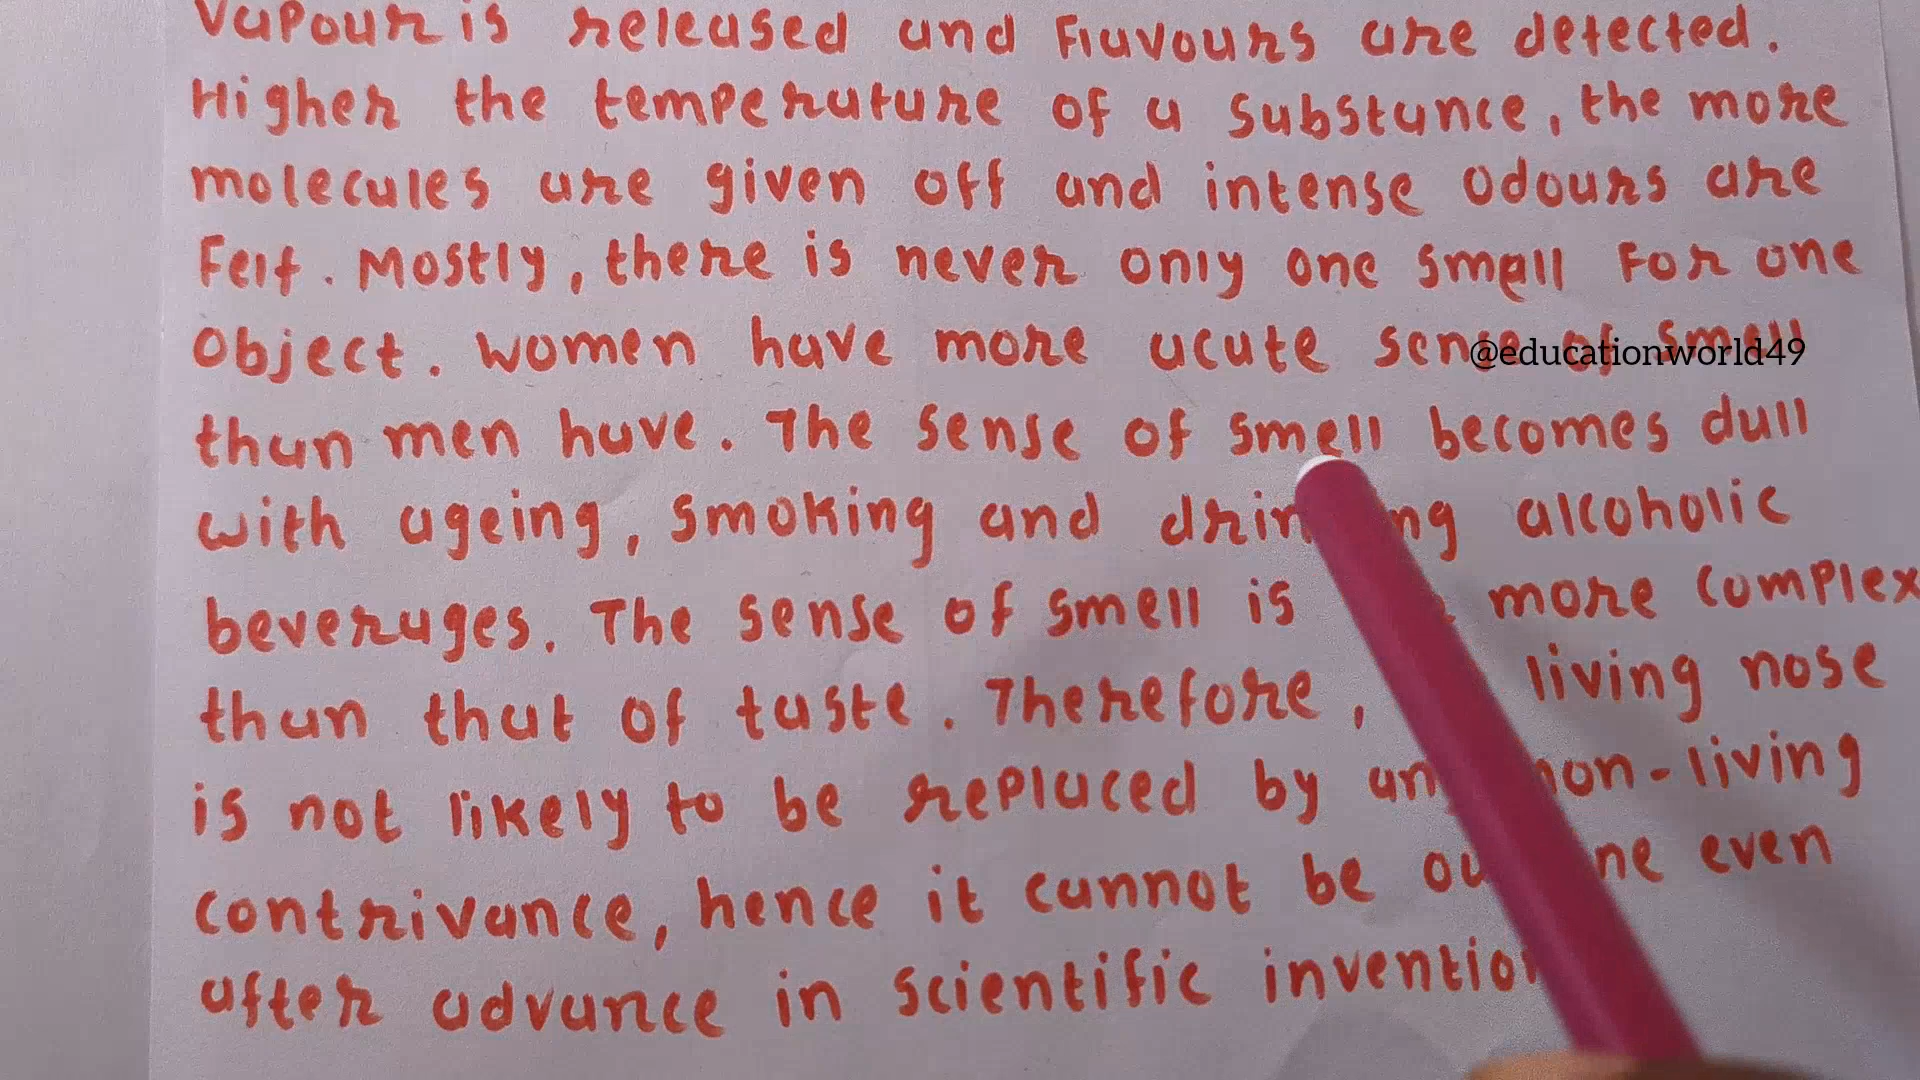 Vapour is released and Flavours are detected.
Higher the temperature of a substance, the more
molecules are given off and intense odours are
Felt. Mostly, there is never only one smell For one
object. women have more acute sense of smell
@educationworld49
than men have. The sense of smell becomes dull
with ageing, smoking and alcoholic
beverages. The sense of smell is more complex
than that of taste. Therefore, living nose
is not likely to be replaced by non-living
contrivance, hence it cannot be even
after advance in scientific